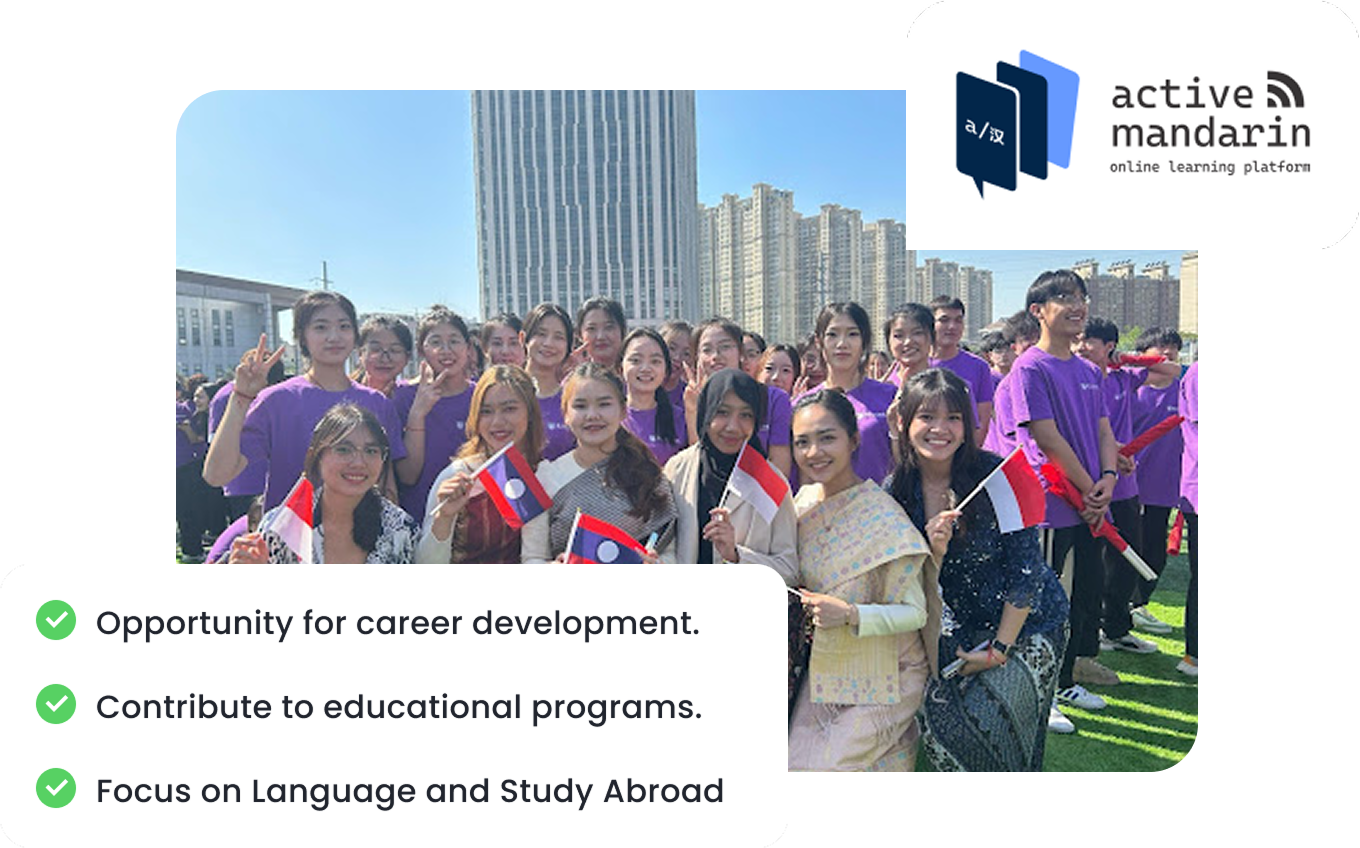 a/汉
active
mandarin
online learning platform
Opportunity for career development.
Contribute to educational programs.
Focus on Language and Study Abroad